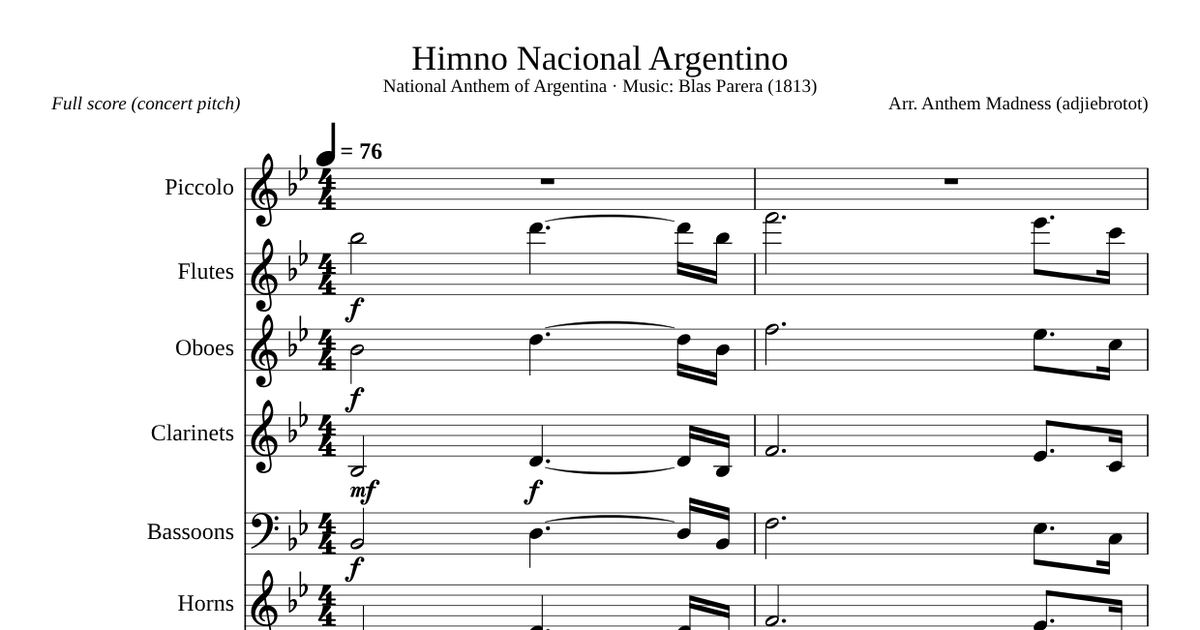 Himno Nacional Argentino
National Anthem of Argentina · Music: Blas Parera (1813)
Full score (concert pitch)
Arr. Anthem Madness (adjiebrotot)
= 76
Piccolo
Flutes
f
Oboes
f
Clarinets
mf f
Bassoons
f
Horns